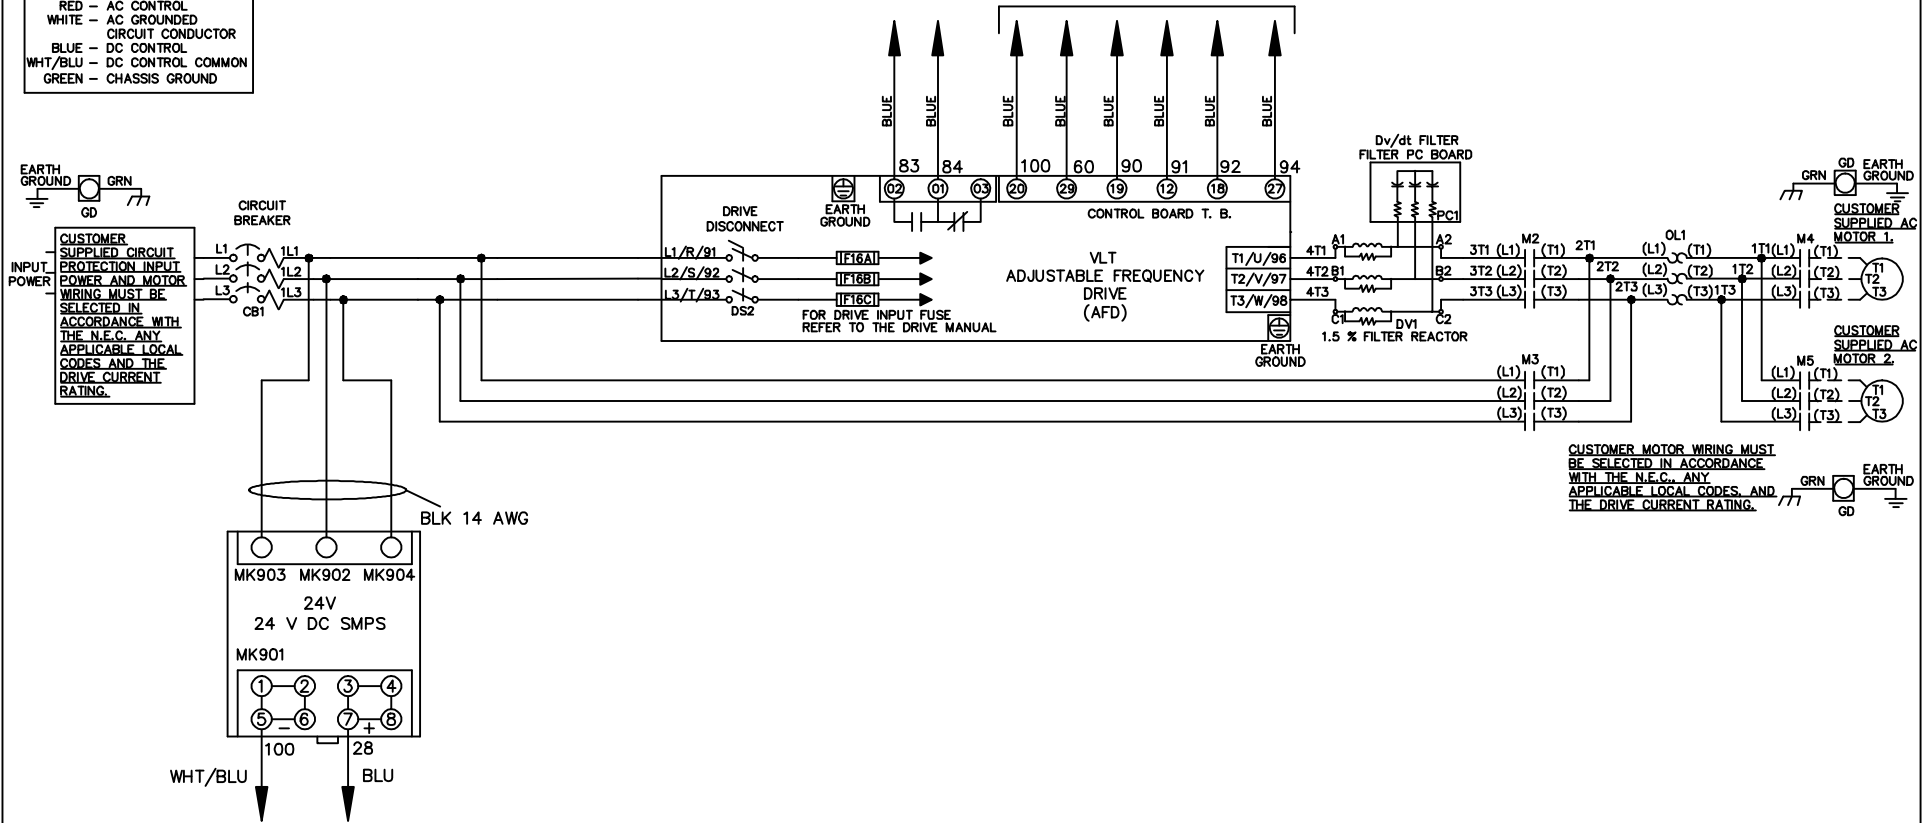 RED – AC CONTROL
WHITE – AC GROUNDED
CIRCUIT CONDUCTOR
BLUE – DC CONTROL
WHT/BLU – DC CONTROL COMMON
GREEN – CHASSIS GROUND
BLUE BLUE BLUE BLUE BLUE BLUE BLUE BLUE
83 84 100 60 90 91 92 94
02 01 03 20 29 19 12 18 27
CONTROL BOARD T. B.
EARTH
GROUND
GRN
GD
CIRCUIT
BREAKER
INPUT
POWER
CUSTOMER
SUPPLIED CIRCUIT
PROTECTION INPUT
POWER AND MOTOR
WIRING MUST BE
SELECTED IN
ACCORDANCE WITH
THE N.E.C. ANY
APPLICABLE LOCAL
CODES AND THE
DRIVE CURRENT
RATING.
L1 1L1
L2 1L2
L3 1L3
CB1
DRIVE
DISCONNECT
L1/R/91
L2/S/92
L3/T/93
DS2
EARTH
GROUND
F16A
F16B
F16C
FOR DRIVE INPUT FUSE
REFER TO THE DRIVE MANUAL
VLT
ADJUSTABLE FREQUENCY
DRIVE
(AFD)
T1/U/96
T2/V/97
T3/W/98
EARTH
GROUND
4T1
4T2
4T3
Dv/dt FILTER
FILTER PC BOARD
PC1
A1 A2
B1 B2
C1 C2
DV1
1.5 % FILTER REACTOR
3T1 (L1) M2 (T1) 2T1
3T2 (L2) (T2) 2T2
3T3 (L3) (T3) 2T3
OL1
(L1) (T1) 1T1
(L2) (T2) 1T2
(L3) (T3) 1T3
M4
(L1) (T1)
(L2) (T2)
(L3) (T3)
T1
T2
T3
GD
EARTH
GROUND
GRN
CUSTOMER
SUPPLIED AC
MOTOR 1.
M3
(L1) (T1)
(L2) (T2)
(L3) (T3)
CUSTOMER
SUPPLIED AC
MOTOR 2.
M5
(L1) (T1)
(L2) (T2)
(L3) (T3)
T1
T2
T3
CUSTOMER MOTOR WIRING MUST
BE SELECTED IN ACCORDANCE
WITH THE N.E.C., ANY
APPLICABLE LOCAL CODES, AND
THE DRIVE CURRENT RATING.
GRN
EARTH
GROUND
GD
BLK 14 AWG
MK903 MK902 MK904
24V
24 V DC SMPS
MK901
1 2 3 4
5 – 6 7 + 8
100 28
WHT/BLU BLU